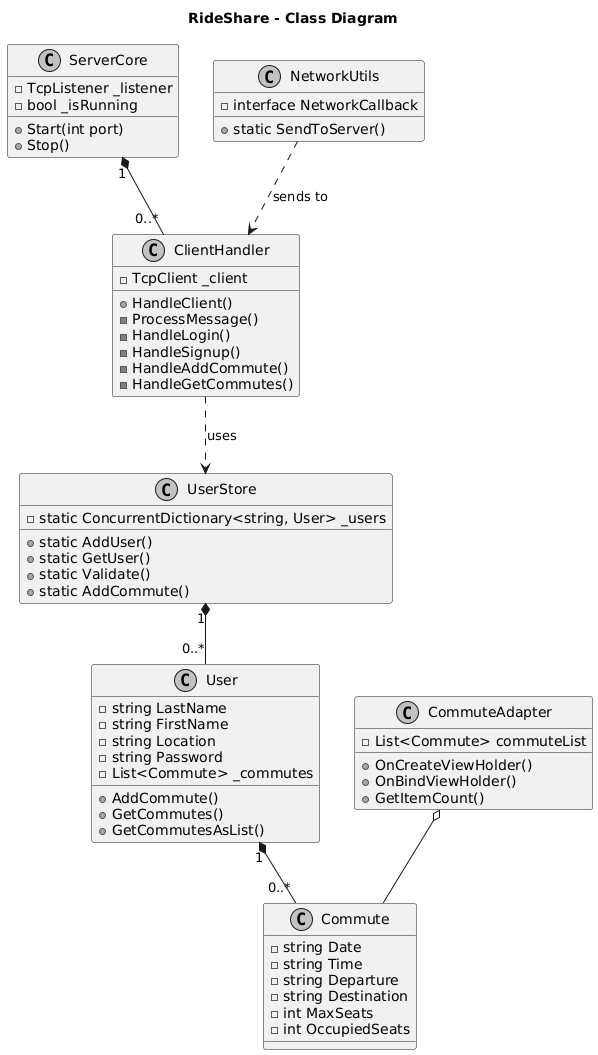 RideShare - Class Diagram
C ServerCore
TcpListener _listener
bool _isRunning
Start(int port)
Stop()
C NetworkUtils
interface NetworkCallback
static SendToServer()
1
sends to
0..*
C ClientHandler
TcpClient _client
HandleClient()
ProcessMessage()
HandleLogin()
HandleSignup()
HandleAddCommute()
HandleGetCommutes()
uses
C UserStore
static ConcurrentDictionary<string, User> _users
static AddUser()
static GetUser()
static Validate()
static AddCommute()
1
0..*
C User
string LastName
string FirstName
string Location
string Password
List<Commute> _commutes
AddCommute()
GetCommutes()
GetCommutesAsList()
C CommuteAdapter
List<Commute> commuteList
OnCreateViewHolder()
OnBindViewHolder()
GetItemCount()
1
0..*
C Commute
string Date
string Time
string Departure
string Destination
int MaxSeats
int OccupiedSeats